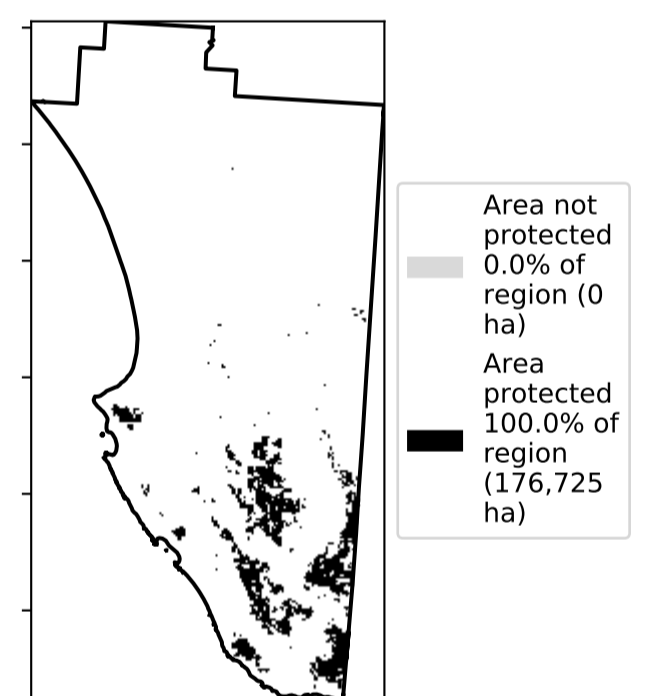 Area not
protected
0.0% of
region (0
ha)
Area
protected
100.0% of
region
(176,725
ha)